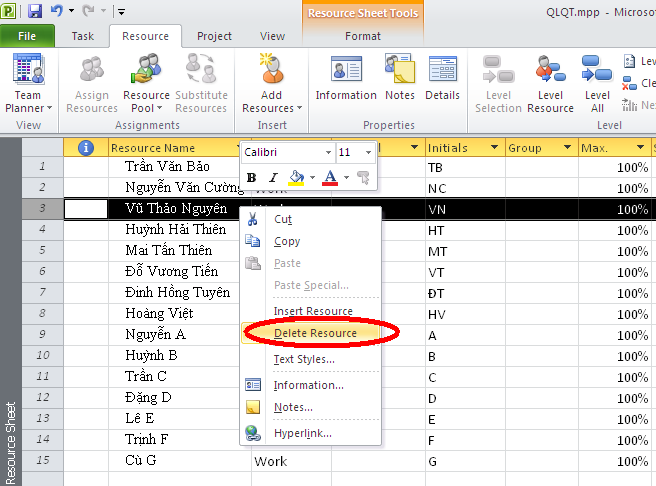 Resource Sheet Tools
QLQT.mpp - Microsof
File Task Resource Project View Format
Team Planner
Assign Resources
Resource Pool
Substitute Resources
Add Resources
Information
Notes
Details
Level Selection
Level Resource
Level All
Leve
Cle
Ne
View Assignments Insert Properties Level
Resource Name Initials Group Max.
Calibri 11
B I A
1 Trần Văn Bảo TB 100%
2 Nguyễn Văn Cường Work NC 100%
3 Vũ Thảo Nguyên VN 100%
4 Huỳnh Hải Thiên HT 100%
5 Mai Tấn Thiên MT 100%
6 Đỗ Vương Tiến VT 100%
7 Đinh Hồng Tuyên ĐT 100%
8 Hoàng Việt HV 100%
9 Nguyễn A A 100%
10 Huỳnh B B 100%
11 Trần C C 100%
12 Đặng D D 100%
13 Lê E E 100%
14 Trịnh F F 100%
15 Cù G Work G 100%
Cut
Copy
Paste
Paste Special...
Insert Resource
Delete Resource
Text Styles...
Information...
Notes...
Hyperlink...
Resource Sheet